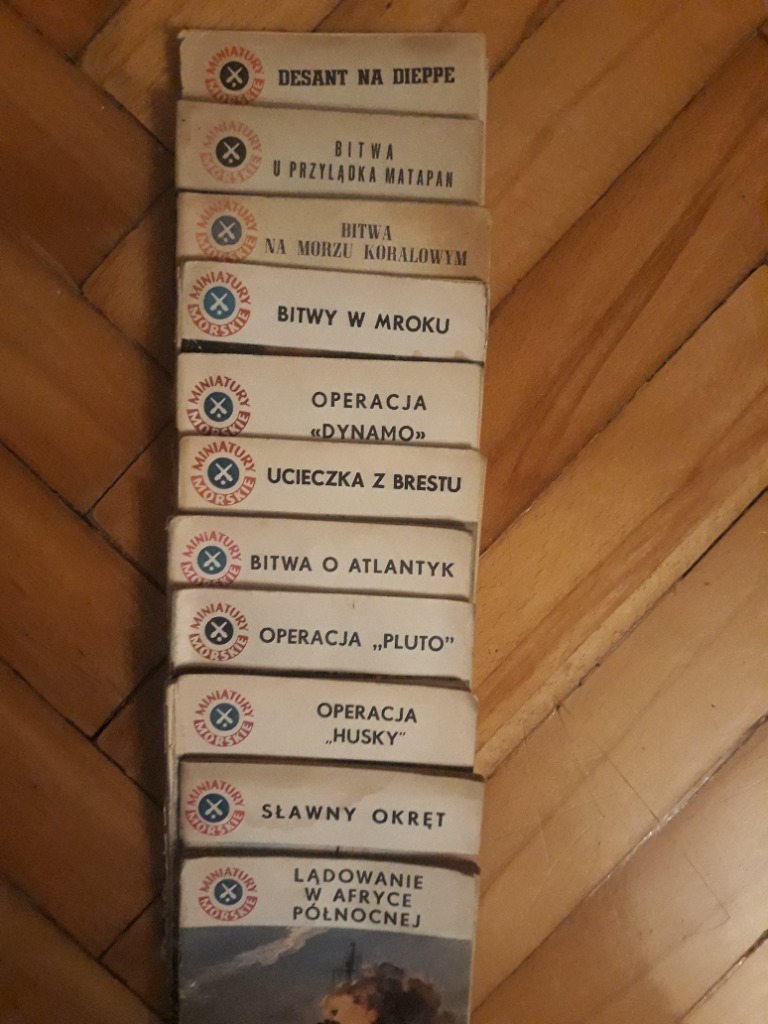 MINIATURY MORSKIE
DESANT NA DIEPPE
MINIATURY MORSKIE
BITWA
U PRZYLĄDKA MATAPAN
MINIATURY MORSKIE
BITWA
NA MORZU KORALOWYM
MINIATURY MORSKIE
BITWY W MROKU
MINIATURY MORSKIE
OPERACJA
«DYNAMO»
MINIATURY MORSKIE
UCIECZKA Z BRESTU
MINIATURY MORSKIE
BITWA O ATLANTYK
MINIATURY MORSKIE
OPERACJA „PLUTO”
MINIATURY MORSKIE
OPERACJA
„HUSKY”
MINIATURY MORSKIE
SŁAWNY OKRĘT
MINIATURY MORSKIE
LĄDOWANIE
W AFRYCE
PÓŁNOCNEJ